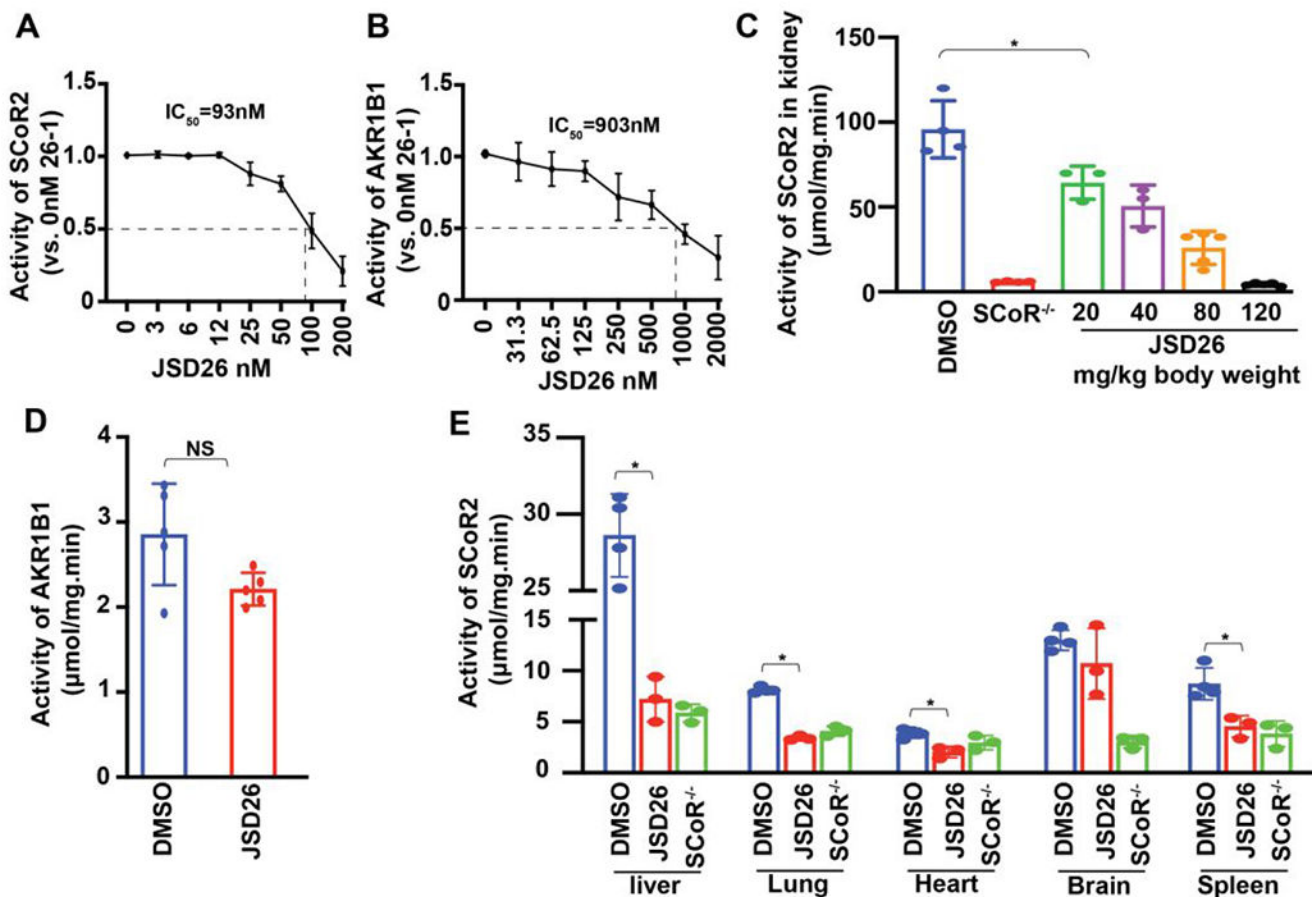 A
Activity of SCoR2
(vs. 0nM 26-1)
1.5
1.0
0.5
0
IC50=93nM
0 3 6 12 25 50 100 200
JSD26 nM
B
Activity of AKR1B1
(vs. 0nM 26-1)
1.5
1.0
0.5
0
IC50=903nM
0 31.3 62.5 125 250 500 1000 2000
JSD26 nM
C
Activity of SCoR2 in kidney
(µmol/mg.min)
150
100
50
0
*
DMSO SCoR-/- 20 40 80 120
JSD26
mg/kg body weight
D
Activity of AKR1B1
(µmol/mg.min)
4
3
2
1
0
NS
DMSO JSD26
E
Activity of SCoR2
(µmol/mg.min)
35
30
25
15
10
5
0
* * * *
DMSO JSD26 SCoR-/- DMSO JSD26 SCoR-/- DMSO JSD26 SCoR-/- DMSO JSD26 SCoR-/- DMSO JSD26 SCoR-/-
liver Lung Heart Brain Spleen